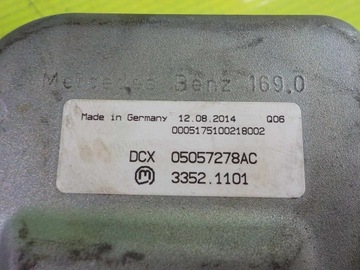 Mercedes Benz 169.0
Made in Germany 12.08.2014 Q06
0005175100218002
DCX 05057278AC
M 3352.1101